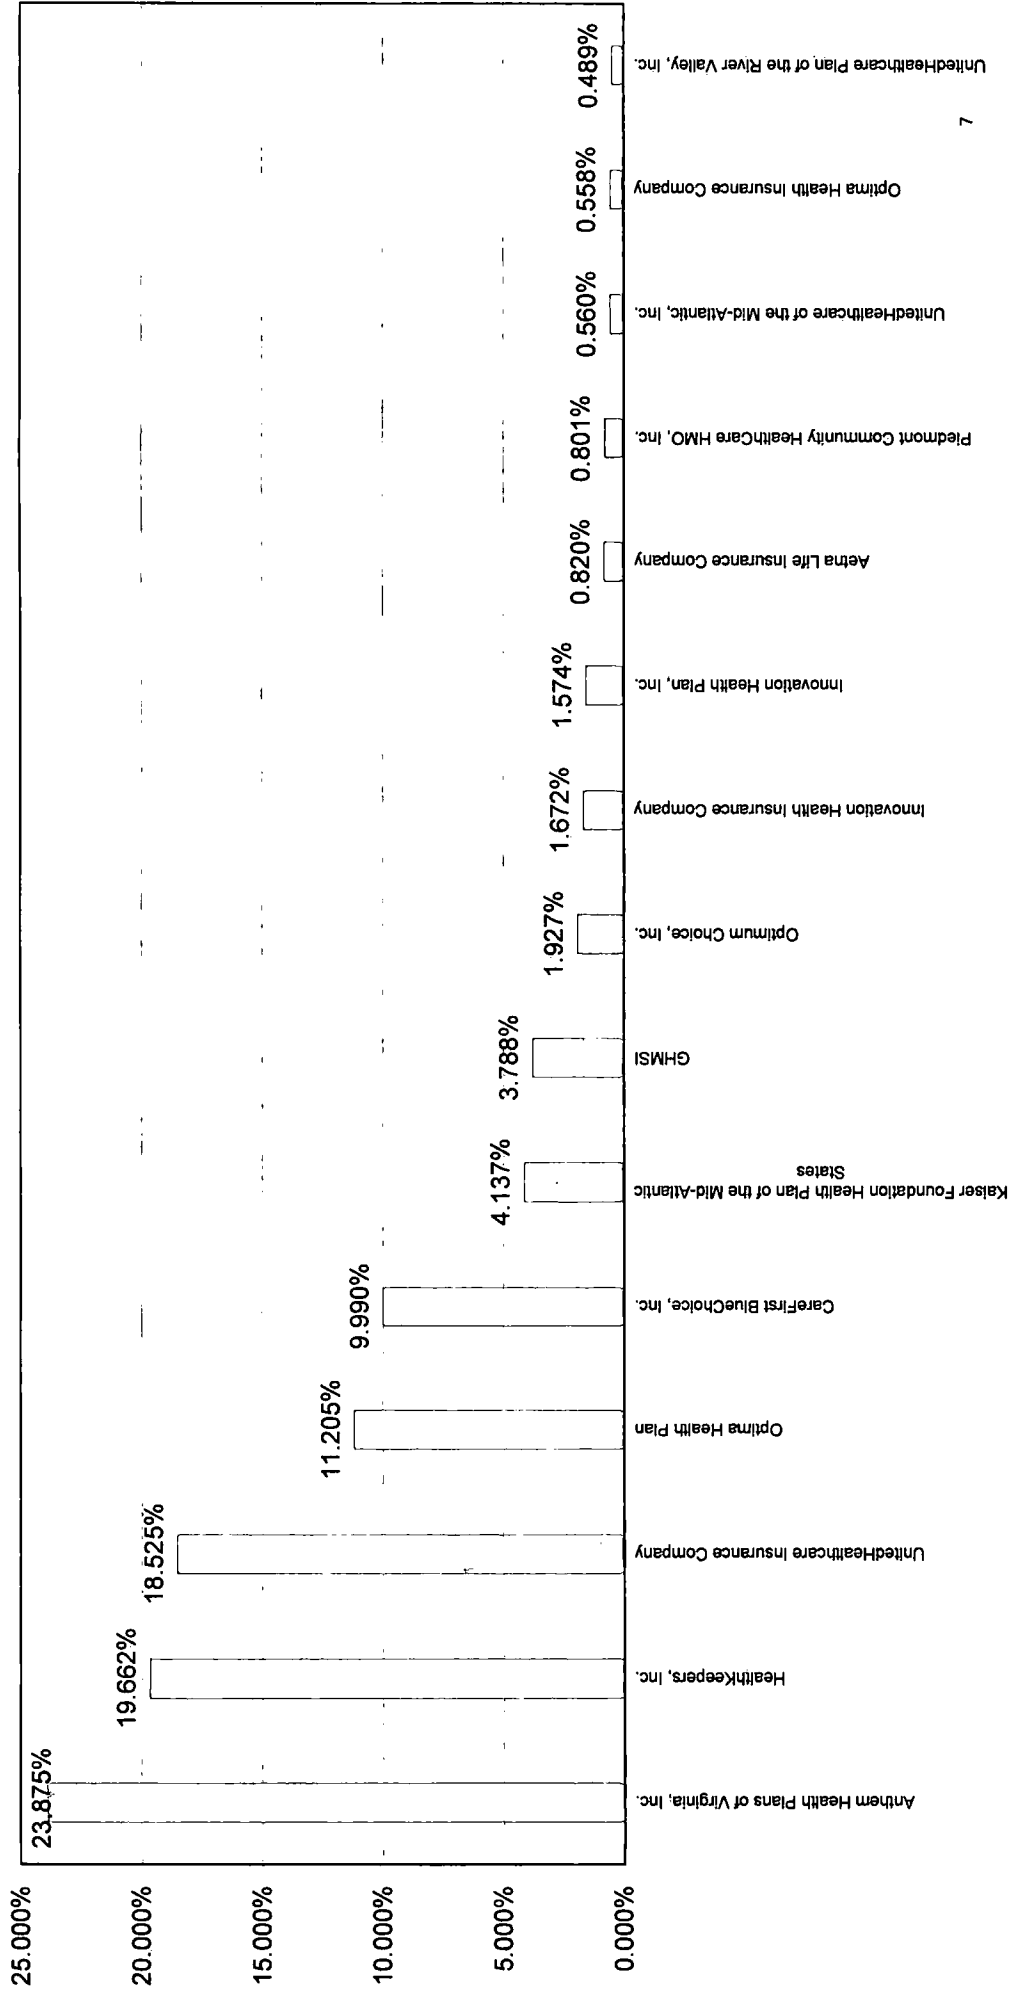 25.000%
20.000%
15.000%
10.000%
5.000%
0.000%
23.875%
19.662%
18.525%
11.205%
9.990%
4.137%
3.788%
1.927%
1.672%
1.574%
0.820%
0.801%
0.560%
0.558%
0.489%
Anthem Health Plans of Virginia, Inc.
HealthKeepers, Inc.
UnitedHealthcare Insurance Company
Optima Health Plan
CareFirst BlueChoice, Inc.
Kaiser Foundation Health Plan of the Mid-Atlantic
States
GHMSI
Optimum Choice, Inc.
Innovation Health Insurance Company
Innovation Health Plan, Inc.
Aetna Life Insurance Company
Piedmont Community HealthCare HMO, Inc.
UnitedHealthcare of the Mid-Atlantic, Inc.
Optima Health Insurance Company
UnitedHealthcare Plan of the River Valley, Inc.
7